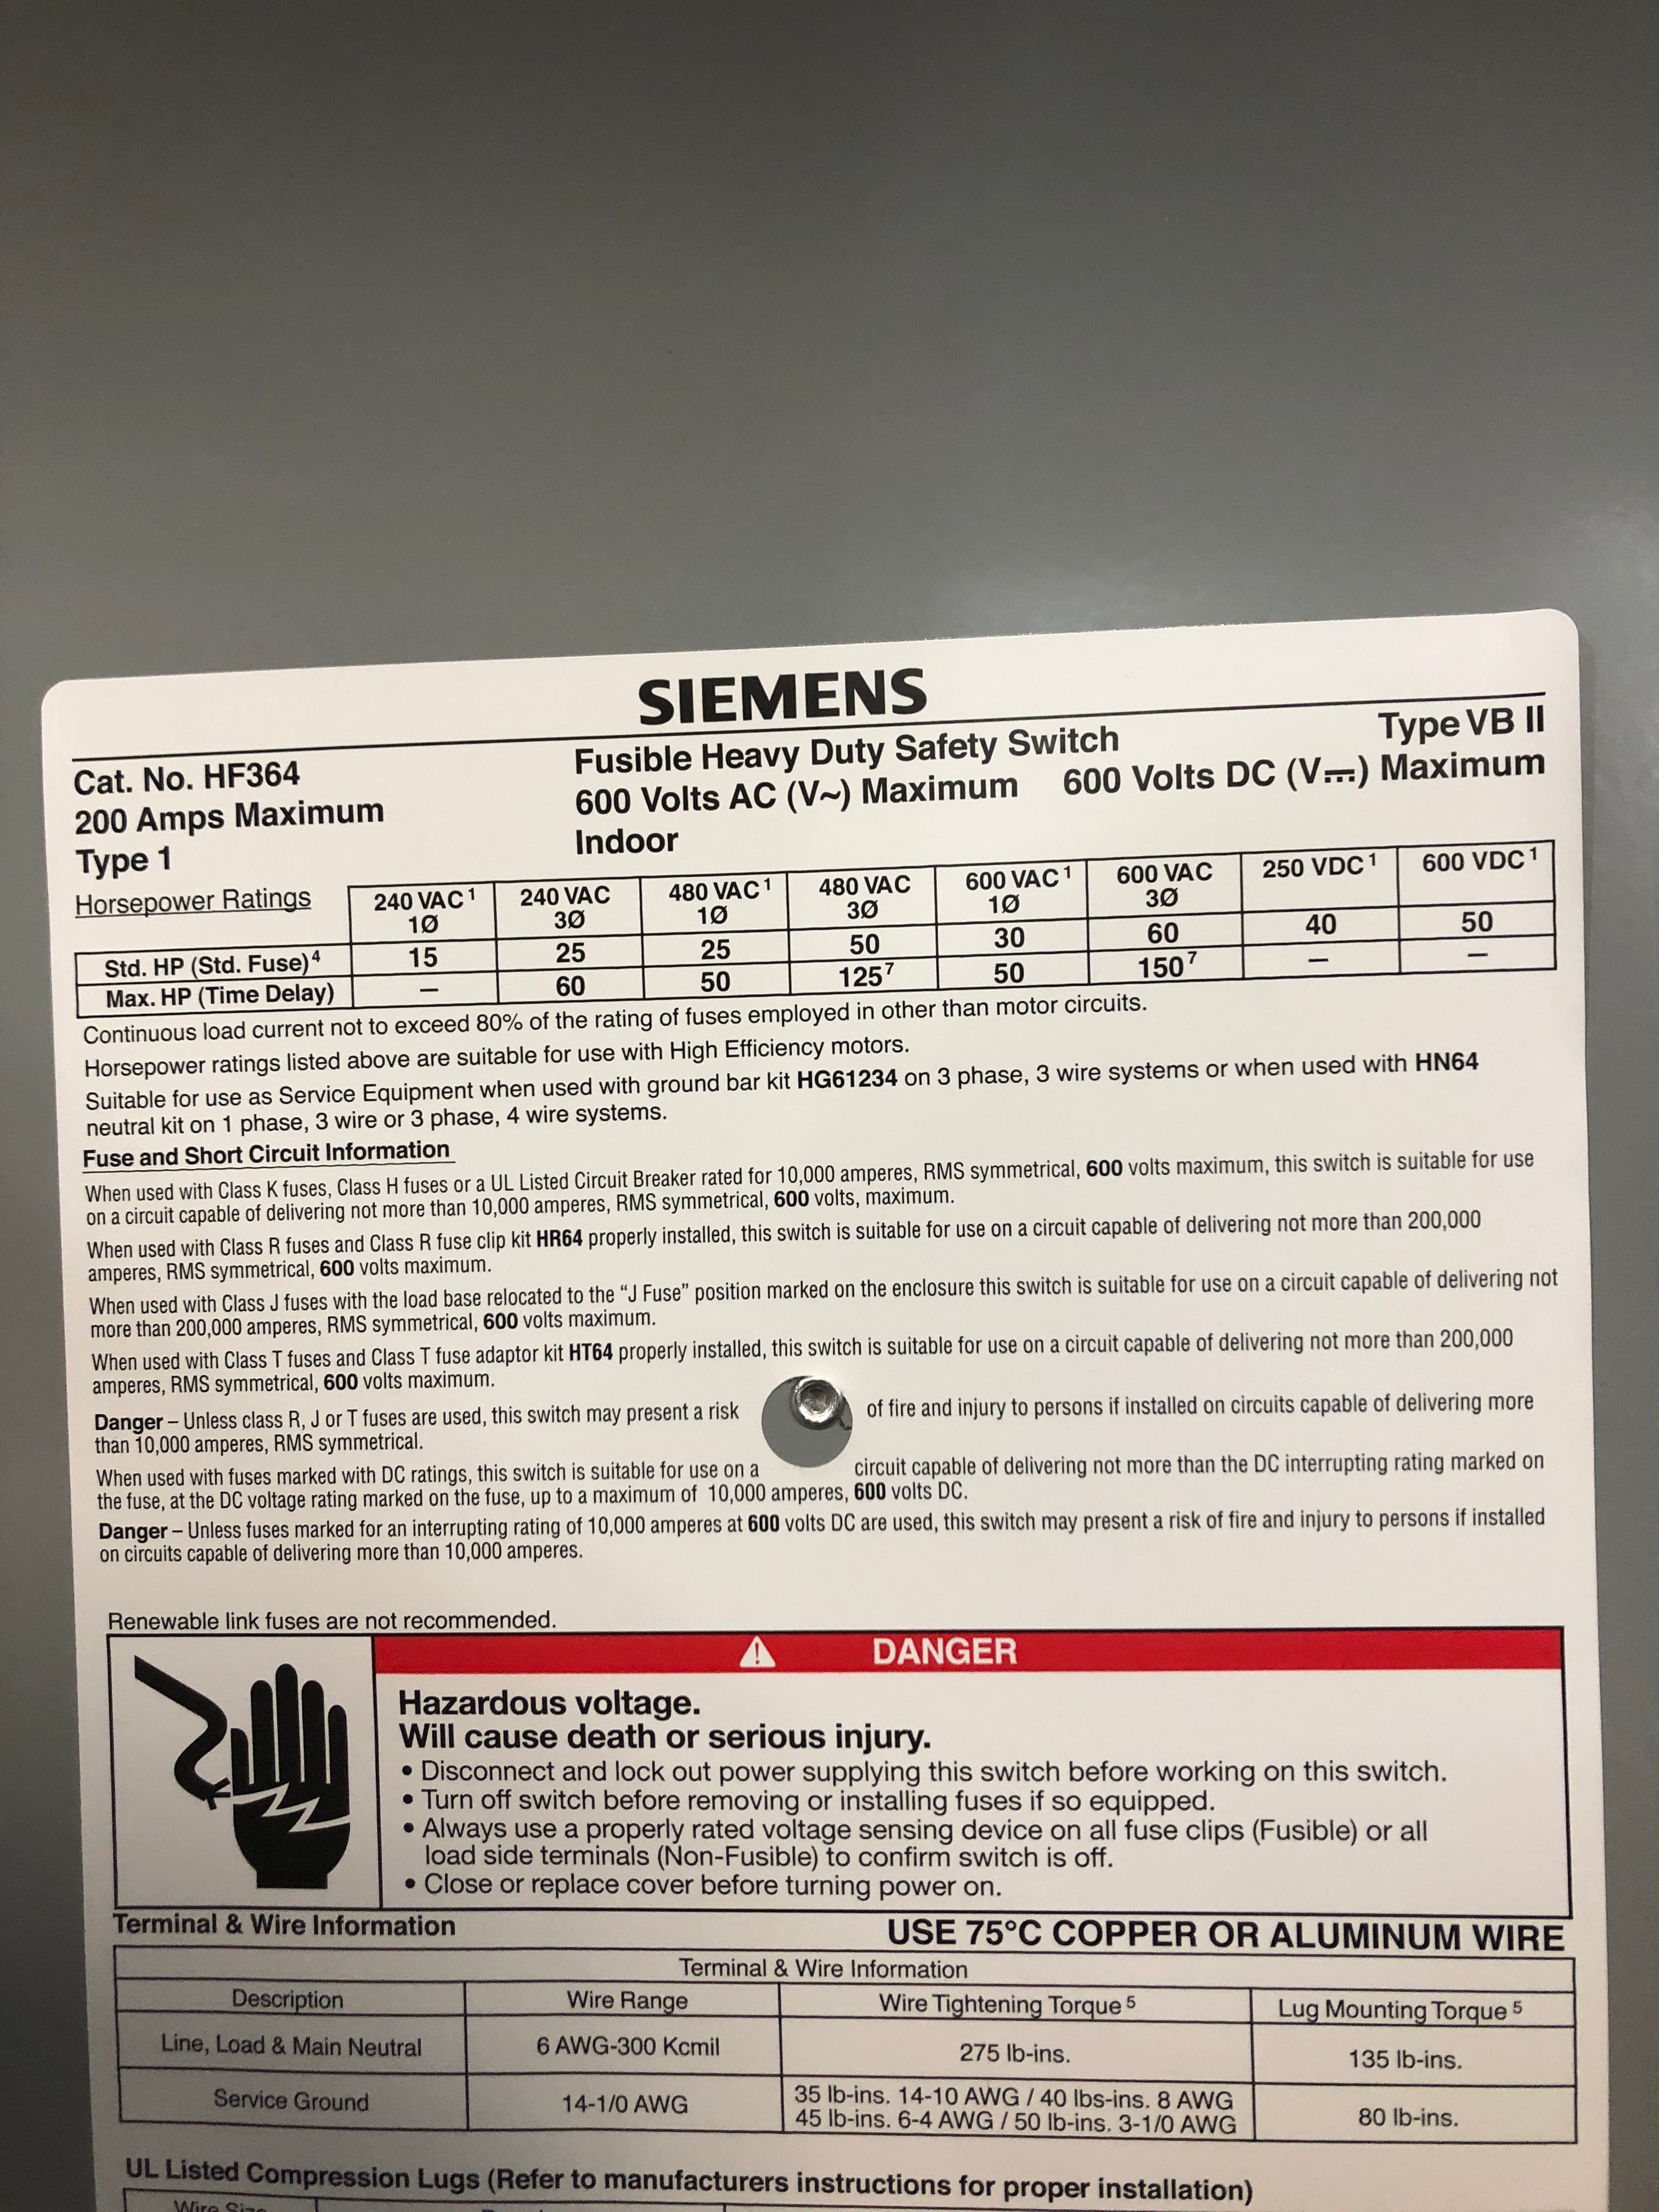 SIEMENS
Cat. No. HF364
200 Amps Maximum
Type 1
Fusible Heavy Duty Safety Switch
600 Volts AC (V~) Maximum
Indoor
Type VB II
600 Volts DC (V⎓) Maximum
Horsepower Ratings
240 VAC¹ 1Ø 240 VAC 3Ø 480 VAC¹ 1Ø 480 VAC 3Ø 600 VAC¹ 1Ø 600 VAC 3Ø 250 VDC¹ 600 VDC¹
Std. HP (Std. Fuse)⁴ 15 25 25 50 30 60 40 50
Max. HP (Time Delay) – 60 50 125⁷ 50 150⁷ – –
Continuous load current not to exceed 80% of the rating of fuses employed in other than motor circuits.
Horsepower ratings listed above are suitable for use with High Efficiency motors.
Suitable for use as Service Equipment when used with ground bar kit HG61234 on 3 phase, 3 wire systems or when used with HN64
neutral kit on 1 phase, 3 wire or 3 phase, 4 wire systems.
Fuse and Short Circuit Information
When used with Class K fuses, Class H fuses or a UL Listed Circuit Breaker rated for 10,000 amperes, RMS symmetrical, 600 volts maximum, this switch is suitable for use
on a circuit capable of delivering not more than 10,000 amperes, RMS symmetrical, 600 volts, maximum.
When used with Class R fuses and Class R fuse clip kit HR64 properly installed, this switch is suitable for use on a circuit capable of delivering not more than 200,000
amperes, RMS symmetrical, 600 volts maximum.
When used with Class J fuses with the load base relocated to the “J Fuse” position marked on the enclosure this switch is suitable for use on a circuit capable of delivering not
more than 200,000 amperes, RMS symmetrical, 600 volts maximum.
When used with Class T fuses and Class T fuse adaptor kit HT64 properly installed, this switch is suitable for use on a circuit capable of delivering not more than 200,000
amperes, RMS symmetrical, 600 volts maximum.
Danger – Unless class R, J or T fuses are used, this switch may present a risk of fire and injury to persons if installed on circuits capable of delivering more
than 10,000 amperes, RMS symmetrical.
When used with fuses marked with DC ratings, this switch is suitable for use on a circuit capable of delivering not more than the DC interrupting rating marked on
the fuse, at the DC voltage rating marked on the fuse, up to a maximum of 10,000 amperes, 600 volts DC.
Danger – Unless fuses marked for an interrupting rating of 10,000 amperes at 600 volts DC are used, this switch may present a risk of fire and injury to persons if installed
on circuits capable of delivering more than 10,000 amperes.
Renewable link fuses are not recommended.
DANGER
Hazardous voltage.
Will cause death or serious injury.
• Disconnect and lock out power supplying this switch before working on this switch.
• Turn off switch before removing or installing fuses if so equipped.
• Always use a properly rated voltage sensing device on all fuse clips (Fusible) or all
load side terminals (Non-Fusible) to confirm switch is off.
• Close or replace cover before turning power on.
Terminal & Wire Information USE 75°C COPPER OR ALUMINUM WIRE
Terminal & Wire Information
Description Wire Range Wire Tightening Torque⁵ Lug Mounting Torque⁵
Line, Load & Main Neutral 6 AWG-300 Kcmil 275 lb-ins. 135 lb-ins.
Service Ground 14-1/0 AWG 35 lb-ins. 14-10 AWG / 40 lbs-ins. 8 AWG
45 lb-ins. 6-4 AWG / 50 lb-ins. 3-1/0 AWG 80 lb-ins.
UL Listed Compression Lugs (Refer to manufacturers instructions for proper installation)
Wire Size